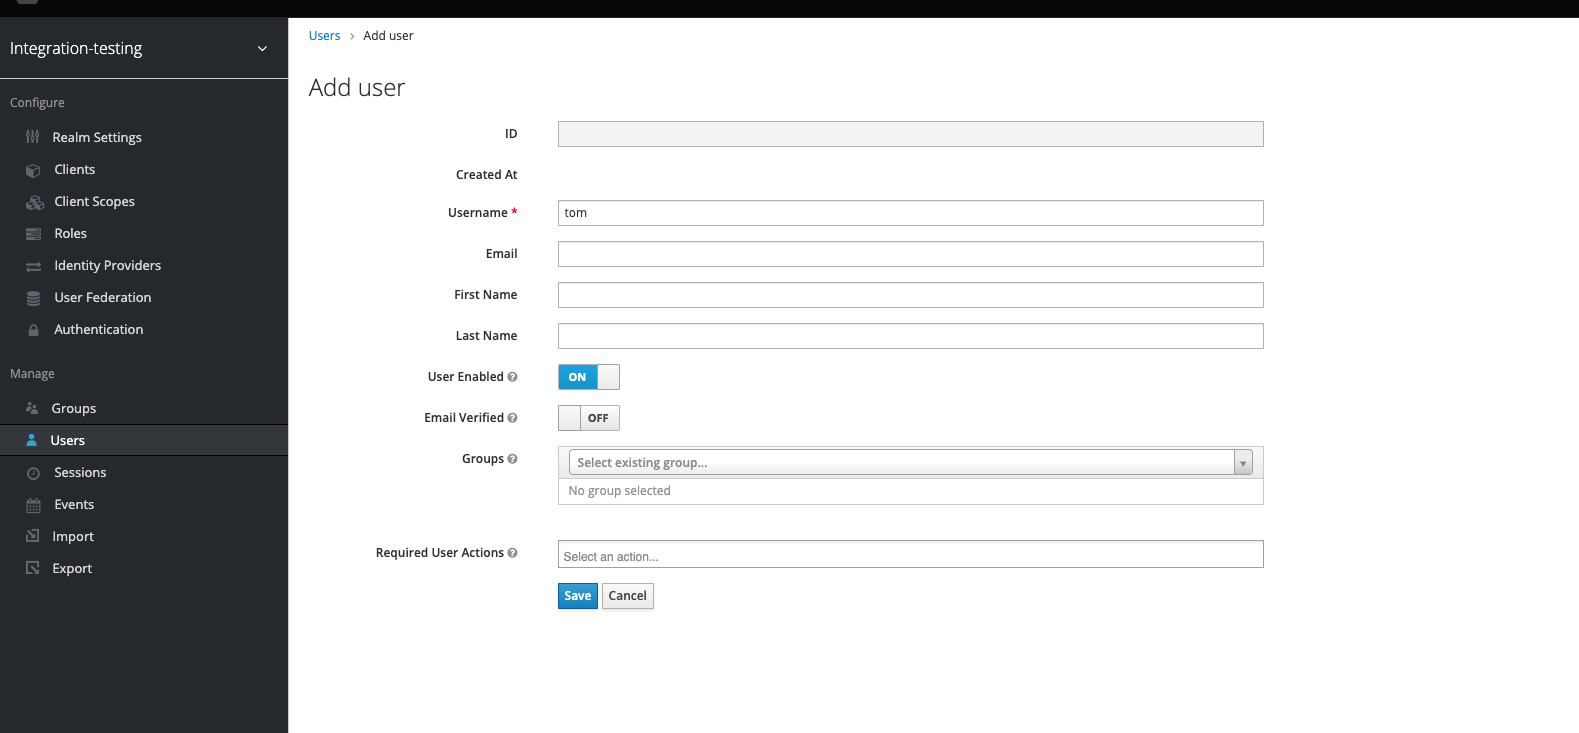 Integration-testing
Configure
Realm Settings
Clients
Client Scopes
Roles
Identity Providers
User Federation
Authentication
Manage
Groups
Users
Sessions
Events
Import
Export
Users › Add user
Add user
ID
Created At
Username * tom
Email
First Name
Last Name
User Enabled ON
Email Verified OFF
Groups Select existing group...
No group selected
Required User Actions Select an action...
Save Cancel